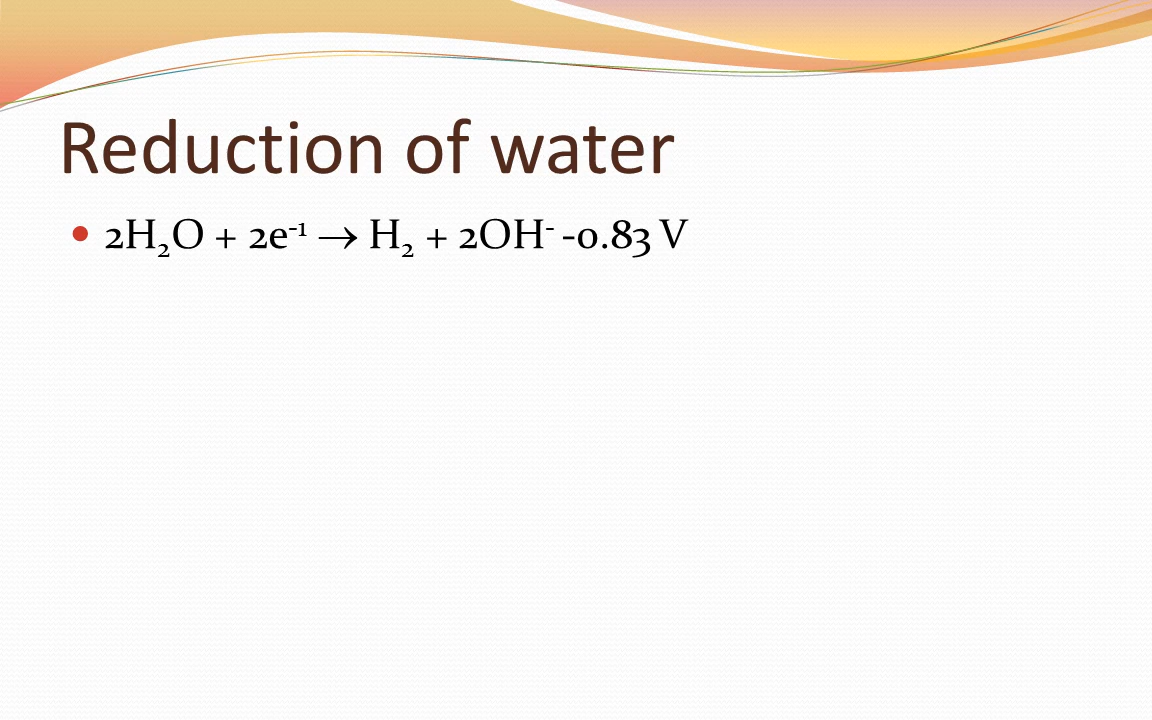 Reduction of water
• 2H₂O + 2e⁻¹ → H₂ + 2OH⁻ -0.83 V